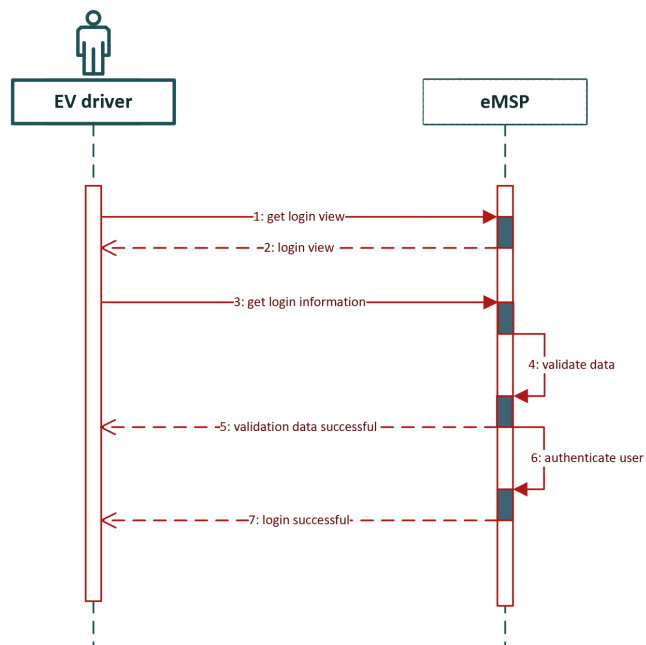 EV driver
eMSP
1: get login view
2: login view
3: get login information
4: validate data
5: validation data successful
6: authenticate user
7: login successful